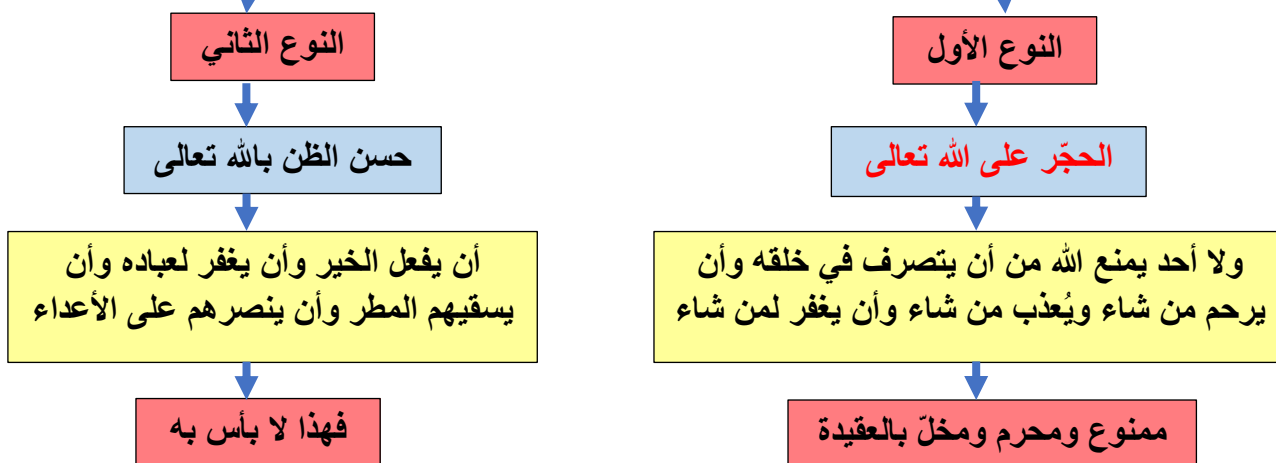 النوع الأول
الحجّر على الله تعالى
ولا أحد يمنع الله من أن يتصرف في خلقه وأن
يرحم من شاء ويُعذب من شاء وأن يغفر لمن شاء
ممنوع ومحرم ومخلّ بالعقيدة
النوع الثاني
حسن الظن بالله تعالى
أن يفعل الخير وأن يغفر لعباده وأن
يسقيهم المطر وأن ينصرهم على الأعداء
فهذا لا بأس به